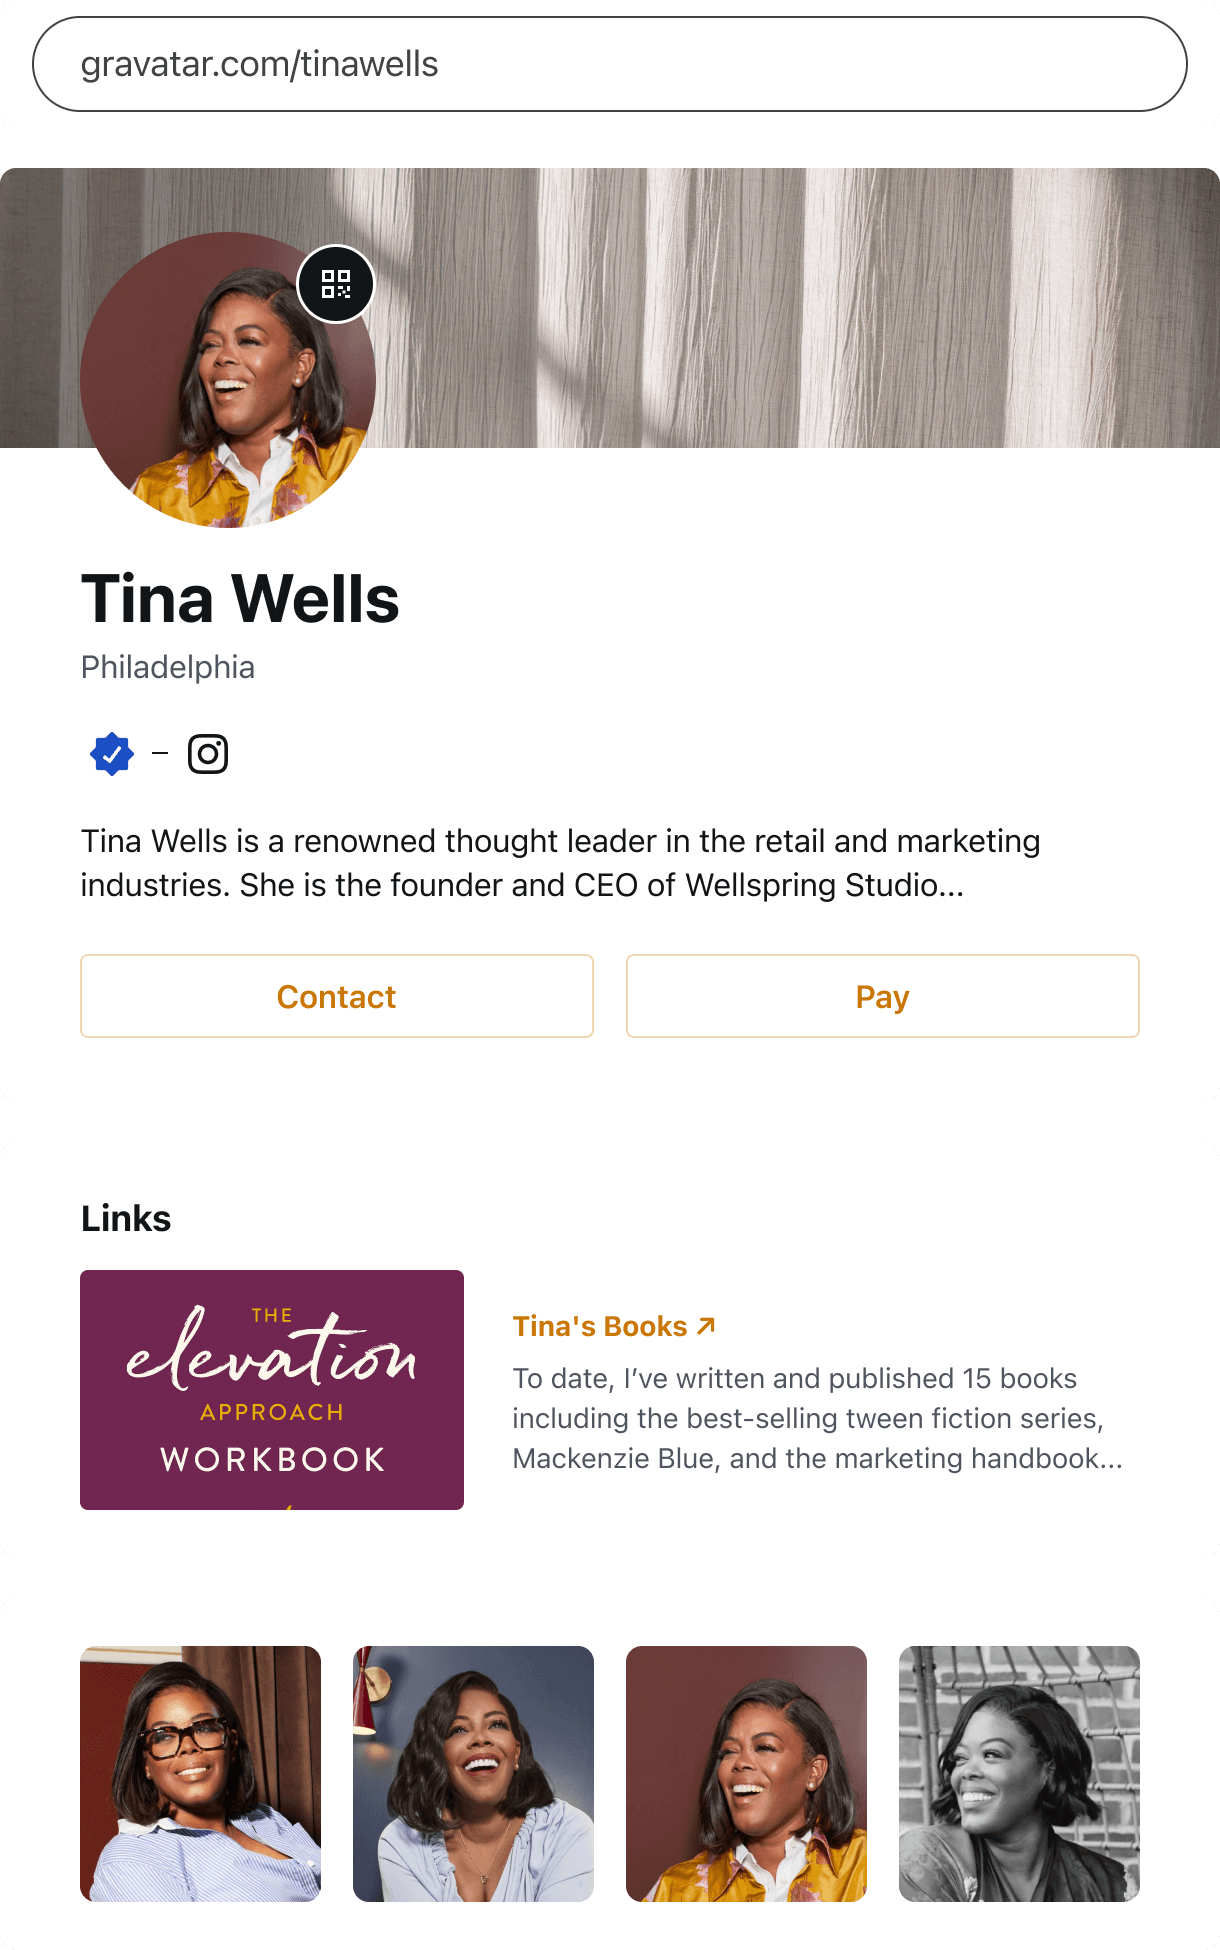 gravatar.com/tinawells
Tina Wells
Philadelphia
Tina Wells is a renowned thought leader in the retail and marketing
industries. She is the founder and CEO of Wellspring Studio...
Contact
Pay
Links
THE
elevation
APPROACH
WORKBOOK
Tina's Books ↗
To date, I’ve written and published 15 books
including the best-selling tween fiction series,
Mackenzie Blue, and the marketing handbook...